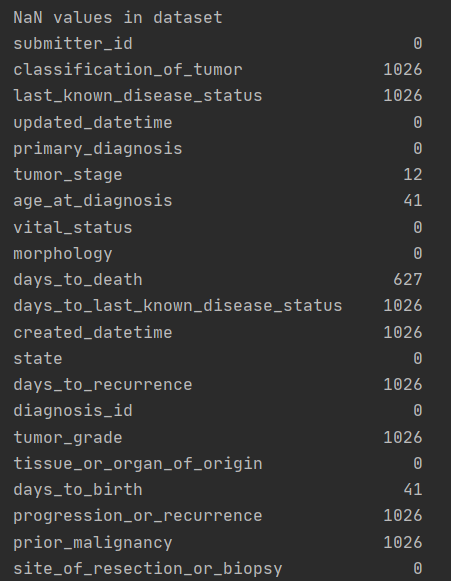 NaN values in dataset
submitter_id 0
classification_of_tumor 1026
last_known_disease_status 1026
updated_datetime 0
primary_diagnosis 0
tumor_stage 12
age_at_diagnosis 41
vital_status 0
morphology 0
days_to_death 627
days_to_last_known_disease_status 1026
created_datetime 1026
state 0
days_to_recurrence 1026
diagnosis_id 0
tumor_grade 1026
tissue_or_organ_of_origin 0
days_to_birth 41
progression_or_recurrence 1026
prior_malignancy 1026
site_of_resection_or_biopsy 0